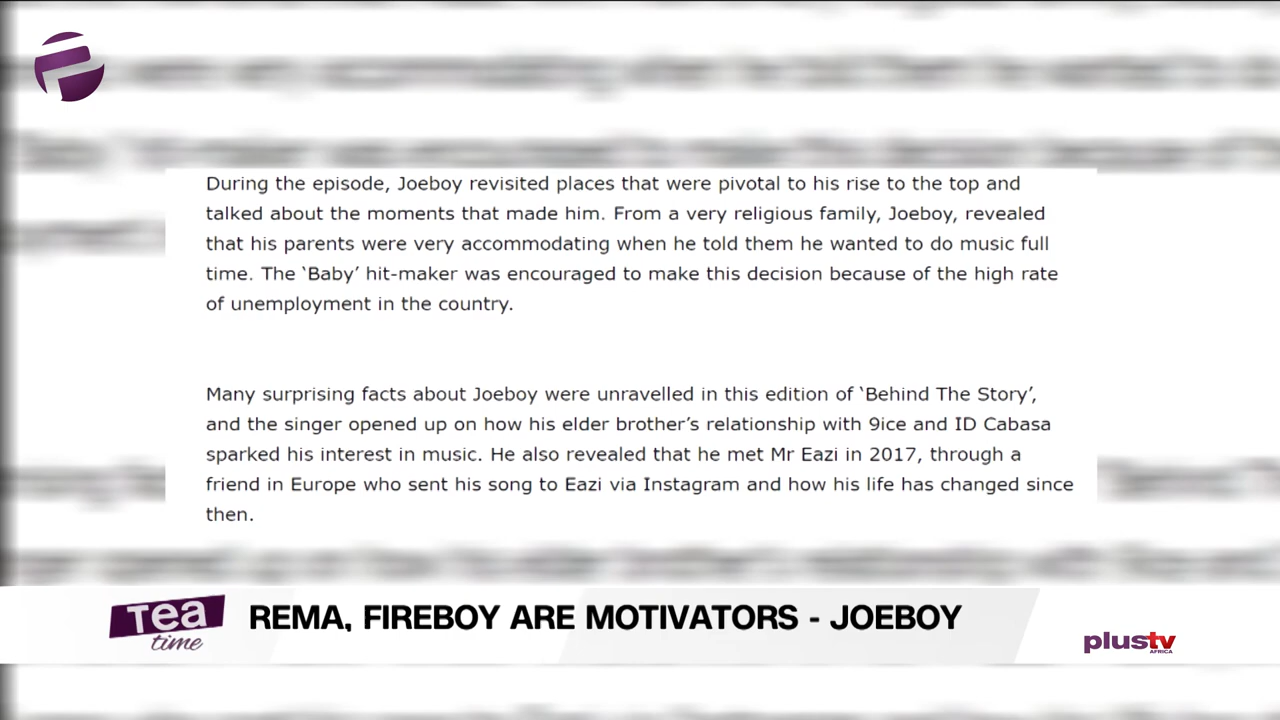 During the episode, Joeboy revisited places that were pivotal to his rise to the top and
talked about the moments that made him. From a very religious family, Joeboy, revealed
that his parents were very accommodating when he told them he wanted to do music full
time. The ‘Baby’ hit-maker was encouraged to make this decision because of the high rate
of unemployment in the country.
Many surprising facts about Joeboy were unravelled in this edition of ‘Behind The Story’,
and the singer opened up on how his elder brother’s relationship with 9ice and ID Cabasa
sparked his interest in music. He also revealed that he met Mr Eazi in 2017, through a
friend in Europe who sent his song to Eazi via Instagram and how his life has changed since
then.
Tea
time
REMA, FIREBOY ARE MOTIVATORS - JOEBOY
plustv
AFRICA